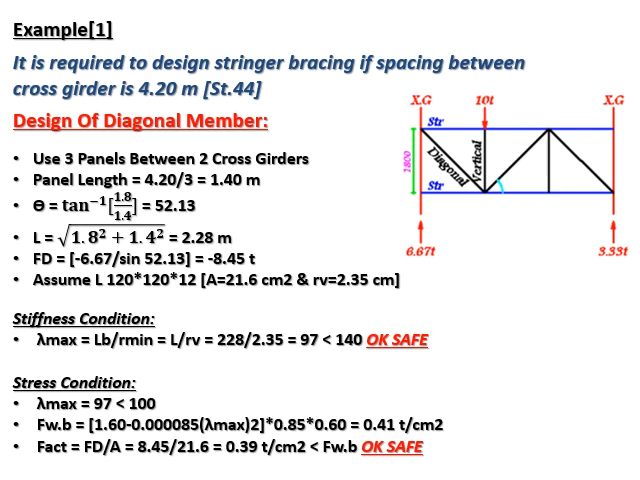 Example[1]
It is required to design stringer bracing if spacing between
cross girder is 4.20 m [St.44]
Design Of Diagonal Member:
• Use 3 Panels Between 2 Cross Girders
• Panel Length = 4.20/3 = 1.40 m
• Ɵ = tan⁻¹[1.8/1.4] = 52.13
• L = √1.8² + 1.4² = 2.28 m
• FD = [-6.67/sin 52.13] = -8.45 t
• Assume L 120*120*12 [A=21.6 cm2 & rv=2.35 cm]
X.G 10t X.G
Str
1800
Diagonal
Vertical
Str
6.67t 3.33t
Stiffness Condition:
• λmax = Lb/rmin = L/rv = 228/2.35 = 97 < 140 OK SAFE
Stress Condition:
• λmax = 97 < 100
• Fw.b = [1.60-0.000085(λmax)2]*0.85*0.60 = 0.41 t/cm2
• Fact = FD/A = 8.45/21.6 = 0.39 t/cm2 < Fw.b OK SAFE